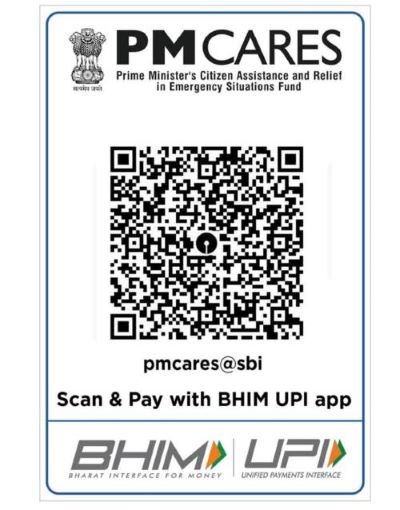 PM CARES
Prime Minister's Citizen Assistance and Relief
in Emergency Situations Fund
सत्यमेव जयते
pmcares@sbi
Scan & Pay with BHIM UPI app
BHIM
BHARAT INTERFACE FOR MONEY
UPI
UNIFIED PAYMENTS INTERFACE